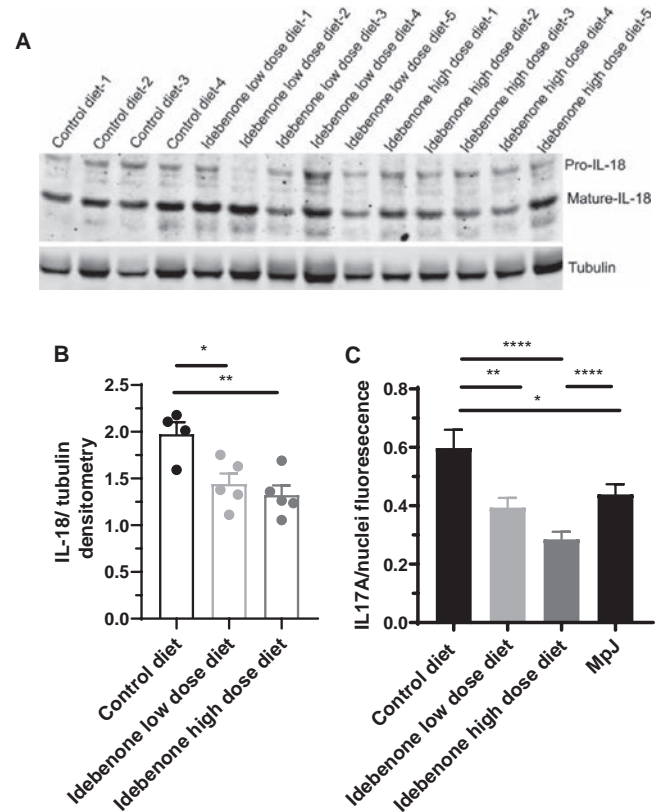 A
Control diet-1
Control diet-2
Control diet-3
Control diet-4
Idebenone low dose diet-1
Idebenone low dose diet-2
Idebenone low dose diet-3
Idebenone low dose diet-4
Idebenone low dose diet-5
Idebenone high dose diet-1
Idebenone high dose diet-2
Idebenone high dose diet-3
Idebenone high dose diet-4
Idebenone high dose diet-5
Pro-IL-18
Mature-IL-18
Tubulin
B
*
**
2.5
2.0
1.5
1.0
0.5
0.0
IL-18/ tubulin
densitometry
Control diet
Idebenone low dose diet
Idebenone high dose diet
C
****
** ****
*
0.8
0.6
0.4
0.2
0.0
IL17A/nuclei fluoresecence
Control diet
Idebenone low dose diet
Idebenone high dose diet
MpJ